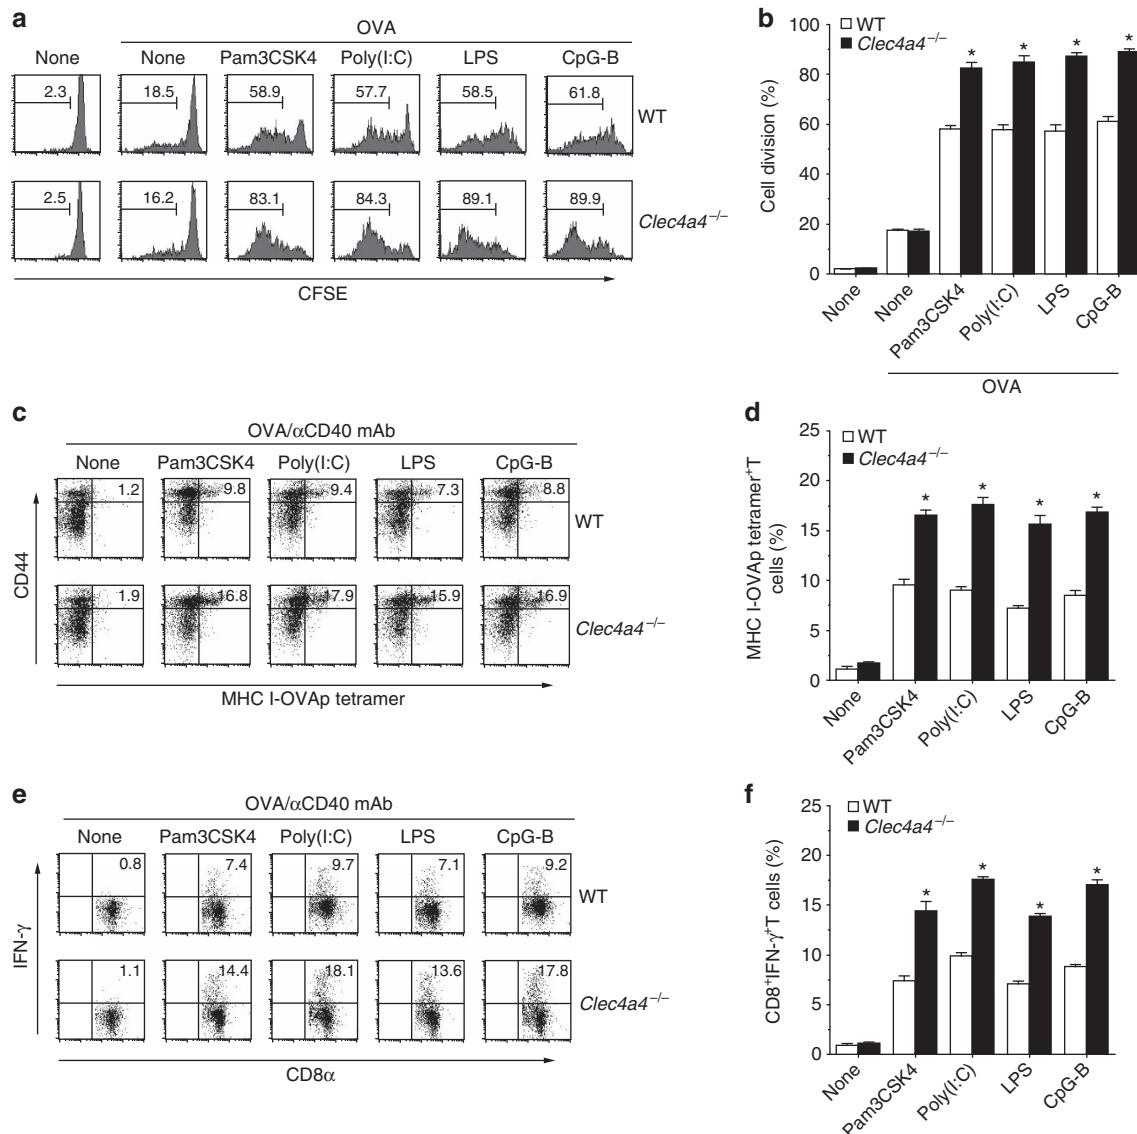 a
OVA
None None Pam3CSK4 Poly(I:C) LPS CpG-B
2.3 18.5 58.9 57.7 58.5 61.8
WT
2.5 16.2 83.1 84.3 89.1 89.9
Clec4a4–/–
CFSE
b
100
80
60
40
20
0
Cell division (%)
WT
Clec4a4–/–
* * * *
None None Pam3CSK4 Poly(I:C) LPS CpG-B
OVA
c
OVA/αCD40 mAb
None Pam3CSK4 Poly(I:C) LPS CpG-B
1.2 9.8 9.4 7.3 8.8
WT
CD44
1.9 16.8 17.9 15.9 16.9
Clec4a4–/–
MHC I-OVAp tetramer
d
25
20
15
10
5
0
MHC I-OVAp tetramer+T
cells (%)
WT
Clec4a4–/–
* * * *
None Pam3CSK4 Poly(I:C) LPS CpG-B
e
OVA/αCD40 mAb
None Pam3CSK4 Poly(I:C) LPS CpG-B
0.8 7.4 9.7 7.1 9.2
WT
IFN-γ
1.1 14.4 18.1 13.6 17.8
Clec4a4–/–
CD8α
f
25
20
15
10
5
0
CD8+IFN-γ+T cells (%)
WT
Clec4a4–/–
* * * *
None Pam3CSK4 Poly(I:C) LPS CpG-B